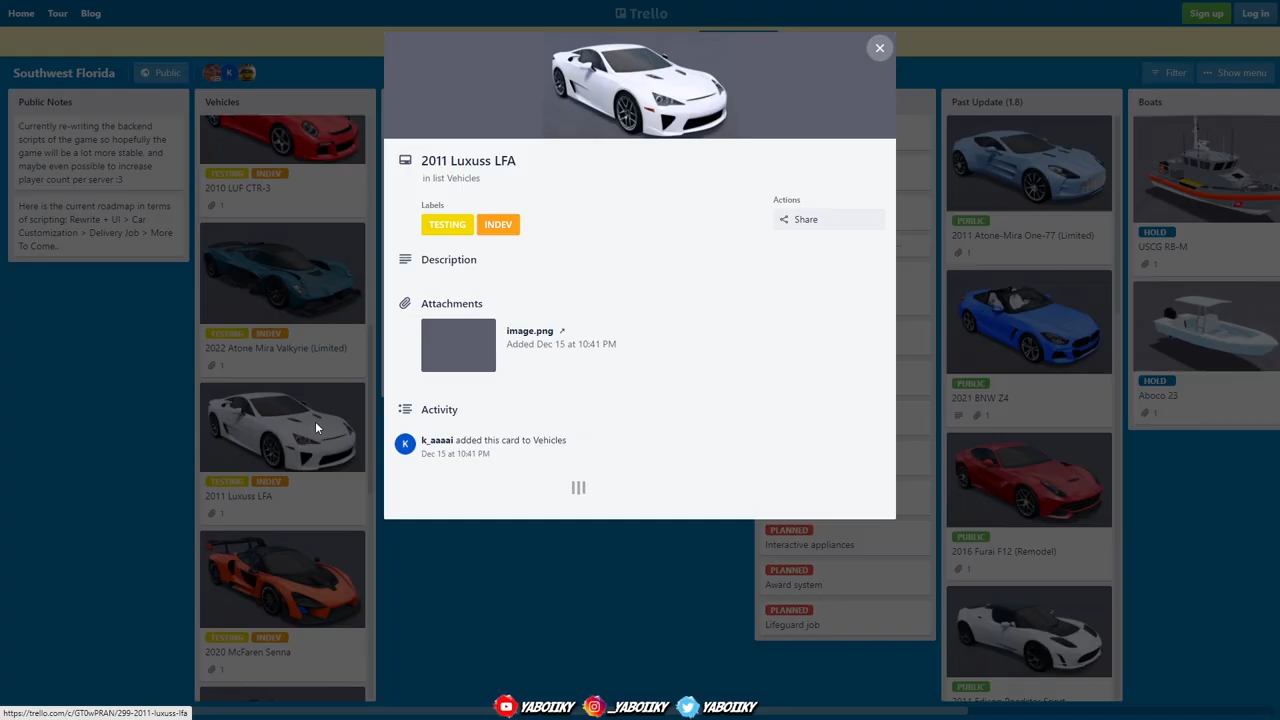 Home Tour Blog
Trello
Sign up Log in
Southwest Florida Public K
Filter ··· Show menu
Public Notes
Currently re-writing the backend
scripts of the game so hopefully the
game will be a lot more stable, and
maybe even possible to increase
player count per server :3
Here is the current roadmap in
terms of scripting: Rewrite + UI > Car
Customization > Delivery Job > More
To Come..
Vehicles
TESTING INDEV
2010 LUF CTR-3
1
TESTING INDEV
2022 Atone Mira Valkyrie (Limited)
1
TESTING INDEV
2011 Luxuss LFA
1
TESTING INDEV
2020 McFaren Senna
1
2011 Luxuss LFA
in list Vehicles
Labels
TESTING INDEV
Actions
Share
Description
Attachments
image.png ↗
Added Dec 15 at 10:41 PM
Activity
K
k_aaaai added this card to Vehicles
Dec 15 at 10:41 PM
PLANNED
Interactive appliances
PLANNED
Award system
PLANNED
Lifeguard job
Past Update (1.8)
PUBLIC
2011 Atone-Mira One-77 (Limited)
1
PUBLIC
2021 BNW Z4
1
PUBLIC
2016 Furai F12 (Remodel)
1
Boats
HOLD
USCG RB-M
1
HOLD
Aboco 23
1
https://trello.com/c/GT0wPRAN/299-2011-luxuss-lfa
YABOIIKY _YABOIIKY YABOIIKY